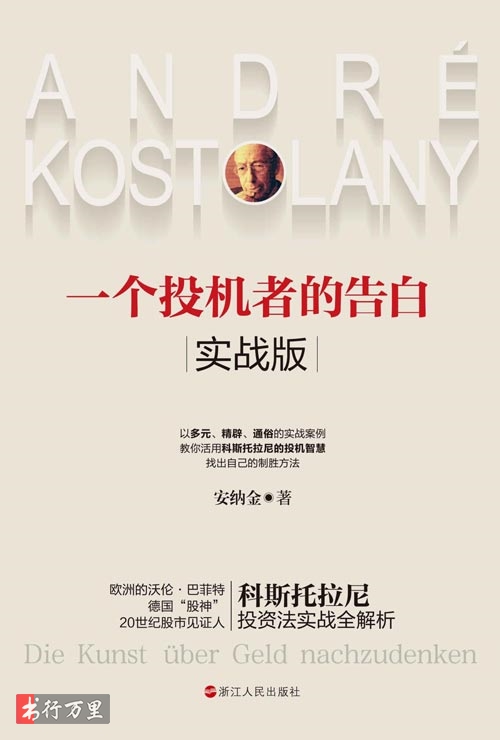 ANDRÉ
KOSTOLANY
一个投机者的告白
实战版
以多元、精辟、通俗的实战案例
教你活用科斯托拉尼的投机智慧
找出自己的制胜方法
安纳金◉著
欧洲的沃伦·巴菲特
德国“股神”
20世纪股市见证人
科斯托拉尼
投资法实战全解析
Die Kunst über Geld nachzudenken
浙江人民出版社
书行万里